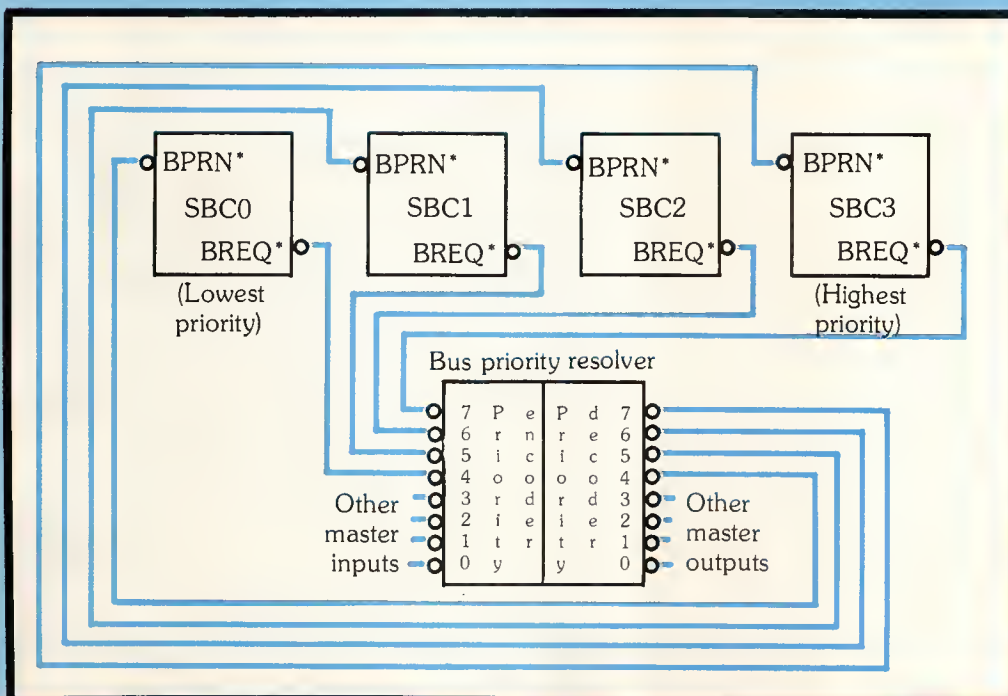 BPRN*
SBC0
BREQ*
(Lowest
priority)
BPRN*
SBC1
BREQ*
BPRN*
SBC2
BREQ*
BPRN*
SBC3
BREQ*
(Highest
priority)
Bus priority resolver
7 P e P d 7
6 r n r e 6
5 i c i c 5
4 o o o o 4
3 r d r d 3
2 i e i e 2
1 t r t r 1
0 y y 0
Other
master
inputs
Other
master
outputs